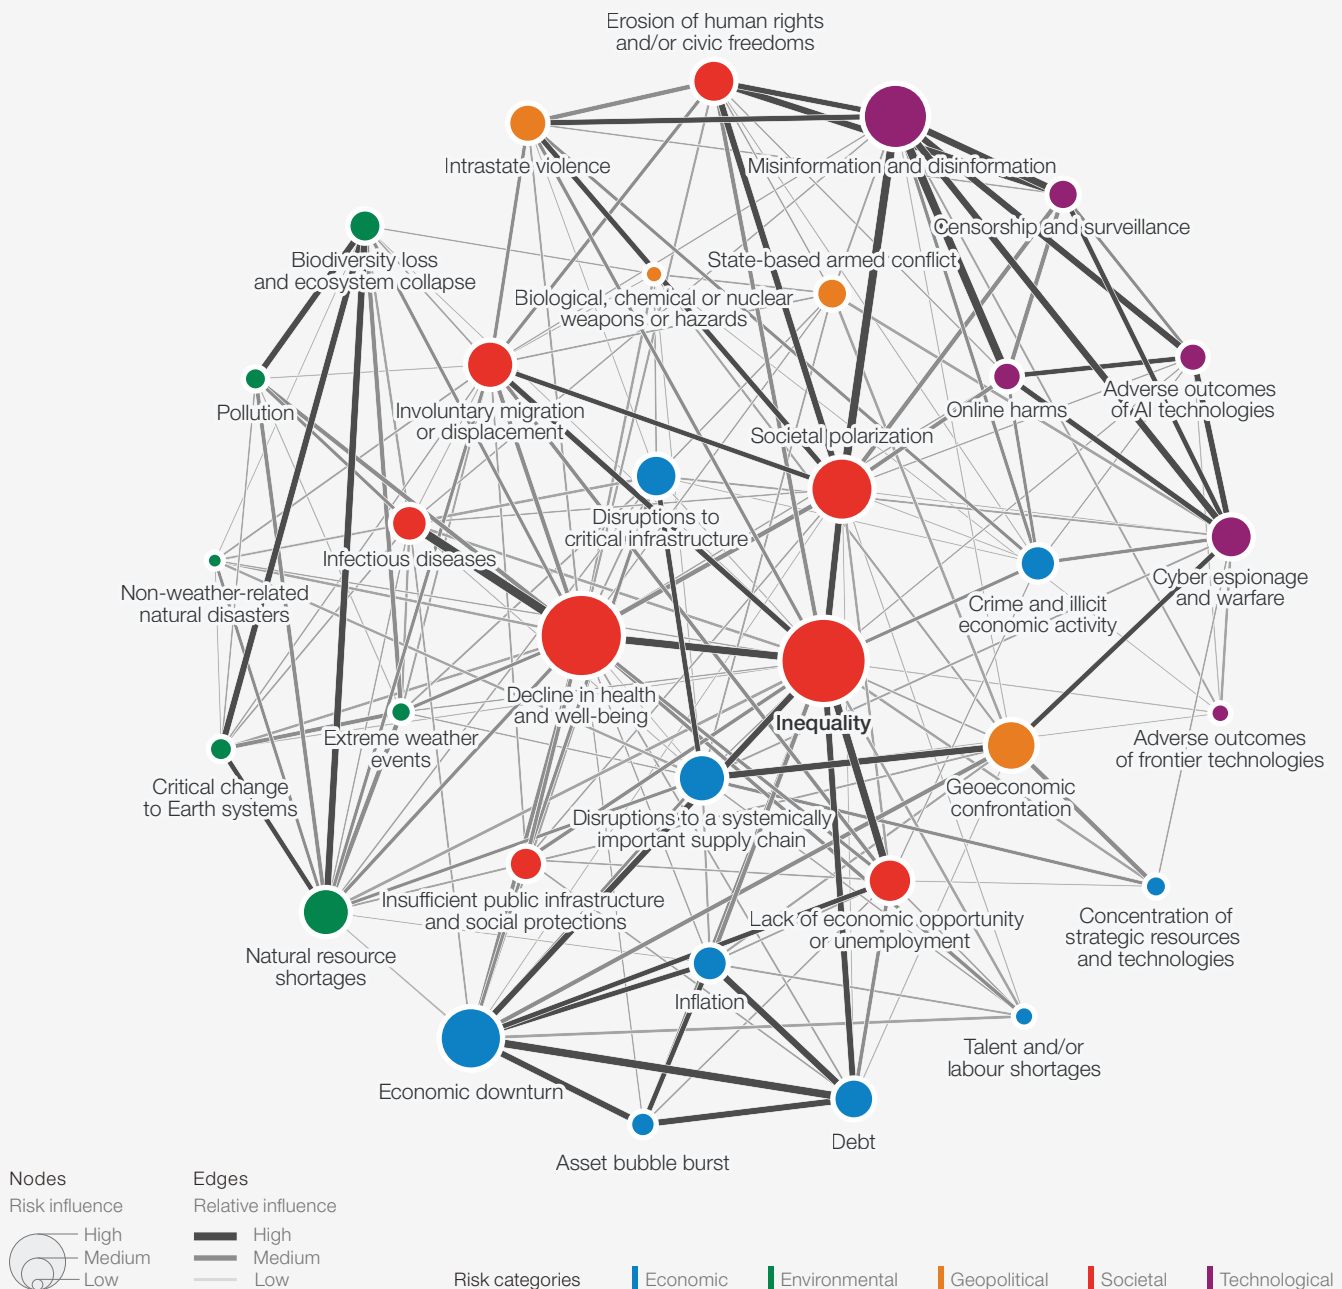 Erosion of human rights
and/or civic freedoms
Intrastate violence
Misinformation and disinformation
Censorship and surveillance
Biodiversity loss
and ecosystem collapse
State-based armed conflict
Biological, chemical or nuclear
weapons or hazards
Pollution
Involuntary migration
or displacement
Online harms
Adverse outcomes
of AI technologies
Societal polarization
Disruptions to
critical infrastructure
Infectious diseases
Non-weather-related
natural disasters
Crime and illicit
economic activity
Cyber espionage
and warfare
Decline in health
and well-being
Inequality
Extreme weather
events
Adverse outcomes
of frontier technologies
Critical change
to Earth systems
Geoeconomic
confrontation
Disruptions to a systemically
important supply chain
Insufficient public infrastructure
and social protections
Lack of economic opportunity
or unemployment
Concentration of
strategic resources
and technologies
Natural resource
shortages
Inflation
Talent and/or
labour shortages
Economic downturn
Debt
Asset bubble burst
Nodes
Risk influence
High
Medium
Low
Edges
Relative influence
High
Medium
Low
Risk categories
Economic
Environmental
Geopolitical
Societal
Technological